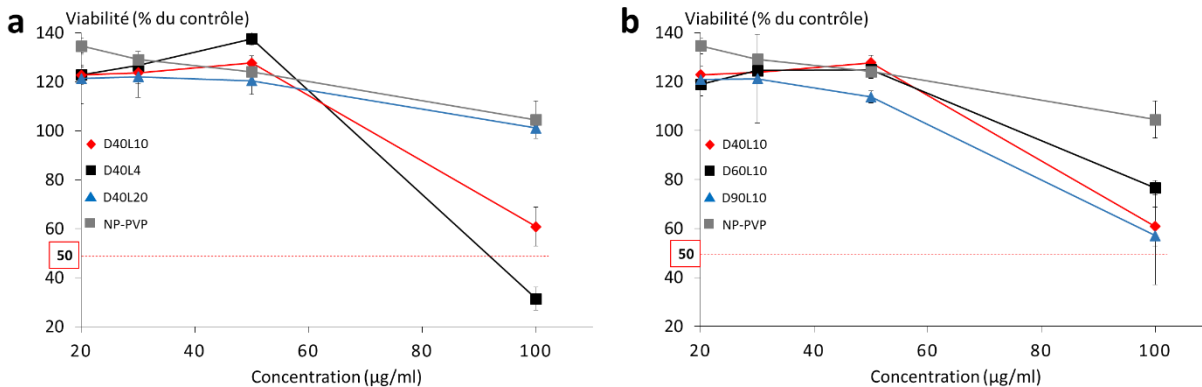 a
Viabilité (% du contrôle)
140
120
100
80
60
40
20
50
D40L10
D40L4
D40L20
NP-PVP
20 40 60 80 100
Concentration (µg/ml)
b
Viabilité (% du contrôle)
140
120
100
80
60
40
20
50
D40L10
D60L10
D90L10
NP-PVP
20 40 60 80 100
Concentration (µg/ml)